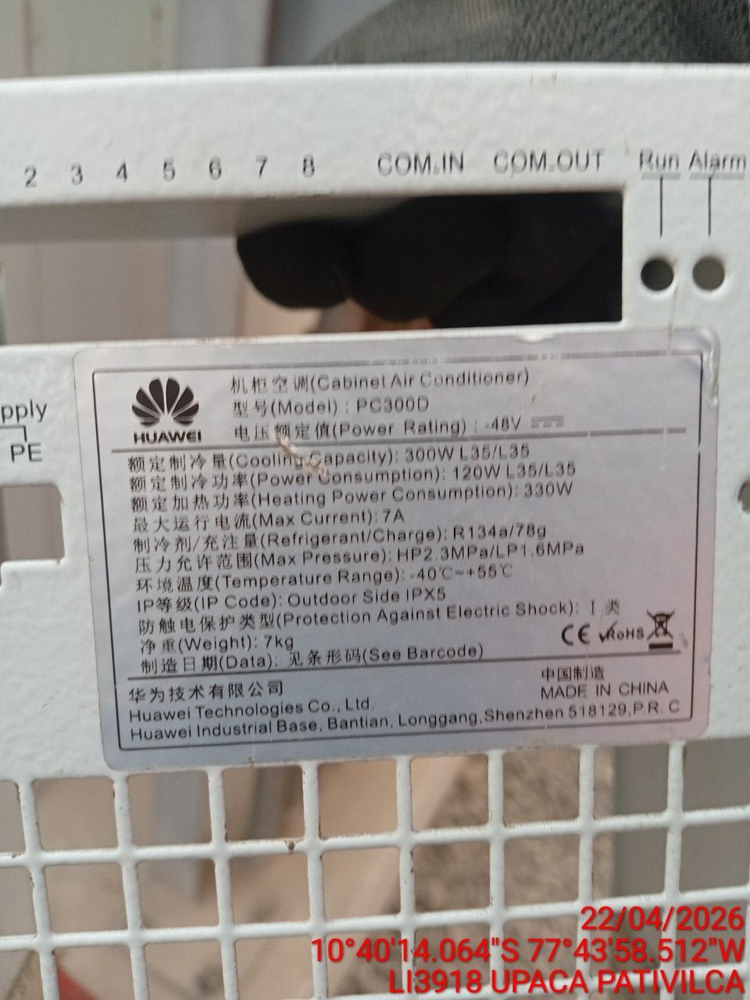 2 3 4 5 6 7 8 COM.IN COM.OUT Run Alarm
pply
PE
HUAWEI
机柜空调(Cabinet Air Conditioner)
型号(Model) : PC300D
电压额定值(Power Rating) : -48V
额定制冷量(Cooling Capacity): 300W L35/L35
额定制冷功率(Power Consumption): 120W L35/L35
额定加热功率(Heating Power Consumption): 330W
最大运行电流(Max Current): 7A
制冷剂/充注量(Refrigerant/Charge): R134a/78g
压力允许范围(Max Pressure): HP2.3MPa/LP1.6MPa
环境温度(Temperature Range): -40℃~+55℃
IP等级(IP Code): Outdoor Side IPX5
防触电保护类型(Protection Against Electric Shock): I 类
净重(Weight): 7kg
制造日期(Data): 见条形码(See Barcode)
CE RoHS
华为技术有限公司
Huawei Technologies Co., Ltd.
中国制造
MADE IN CHINA
Huawei Industrial Base, Bantian, Longgang, Shenzhen 518129,P.R.C
22/04/2026
10°40'14.064"S 77°43'58.512"W
LI3918 UPACA PATIVILCA